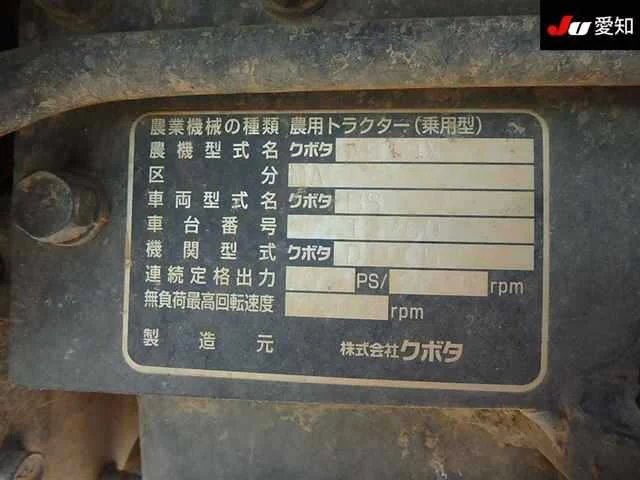 JU 愛知
農業機械の種類 農用トラクター(乗用型)
農機型式名 クボタ
区分
車両型式名 クボタ
車台番号
機関型式 クボタ
連続定格出力 PS/ rpm
無負荷最高回転速度 rpm
製造元 株式会社クボタ